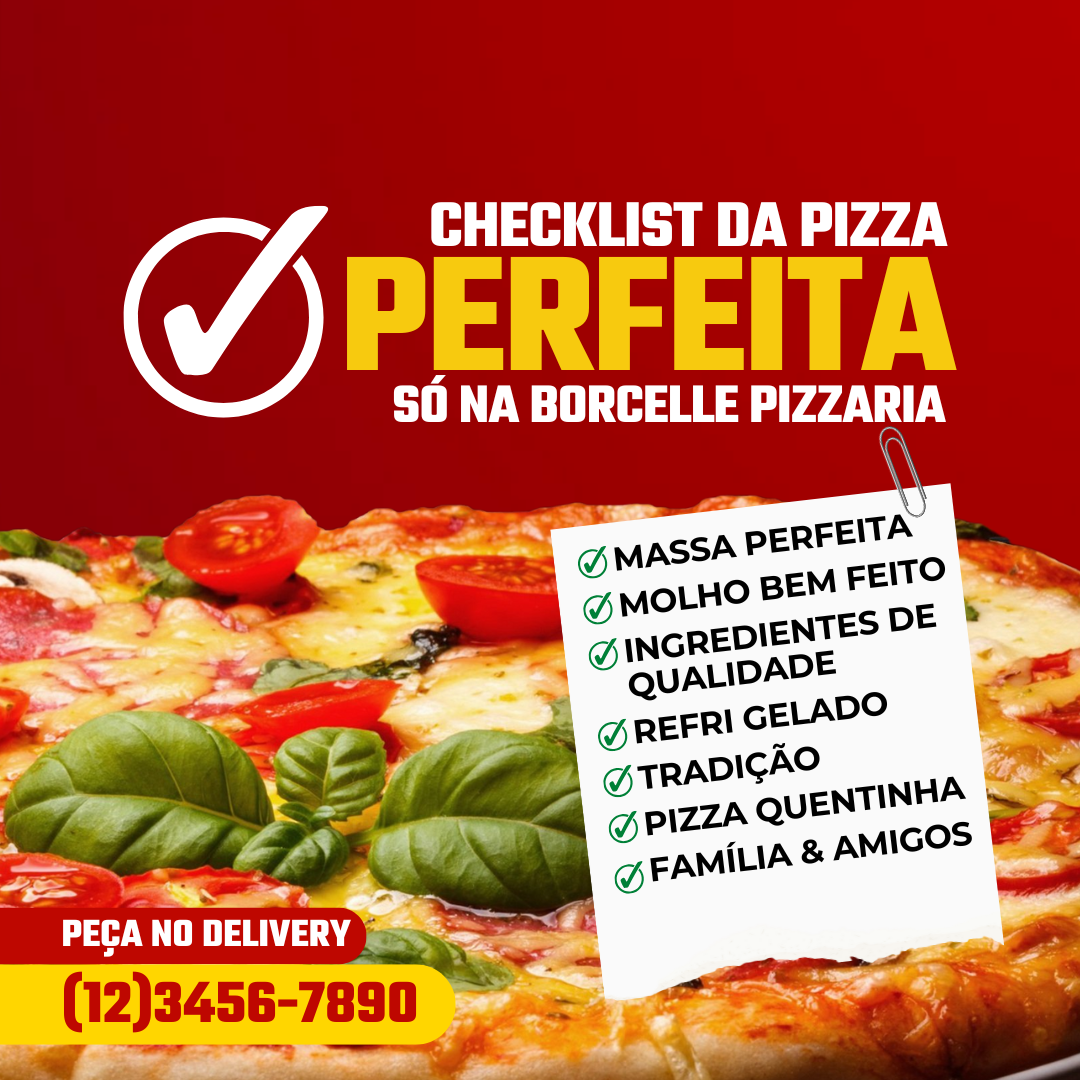 CHECKLIST DA PIZZA
PERFEITA
SÓ NA BORCELLE PIZZARIA
MASSA PERFEITA
MOLHO BEM FEITO
INGREDIENTES DE
QUALIDADE
REFRI GELADO
TRADIÇÃO
PIZZA QUENTINHA
FAMÍLIA & AMIGOS
PEÇA NO DELIVERY
(12)3456-7890